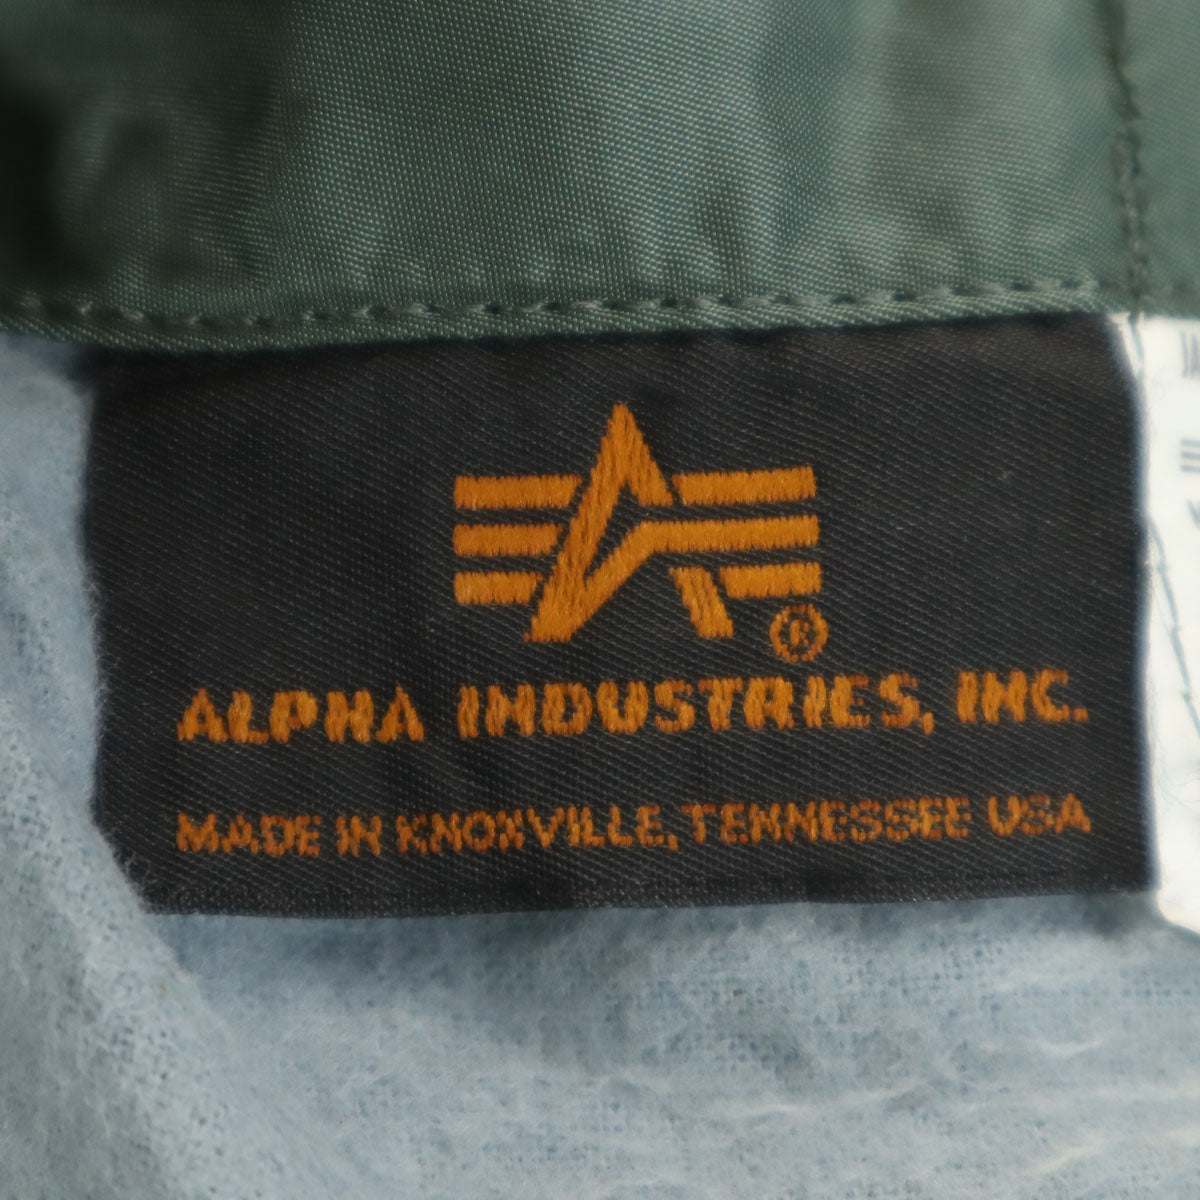 ®
ALPHA INDUSTRIES, INC.
MADE IN KNOXVILLE, TENNESSEE USA